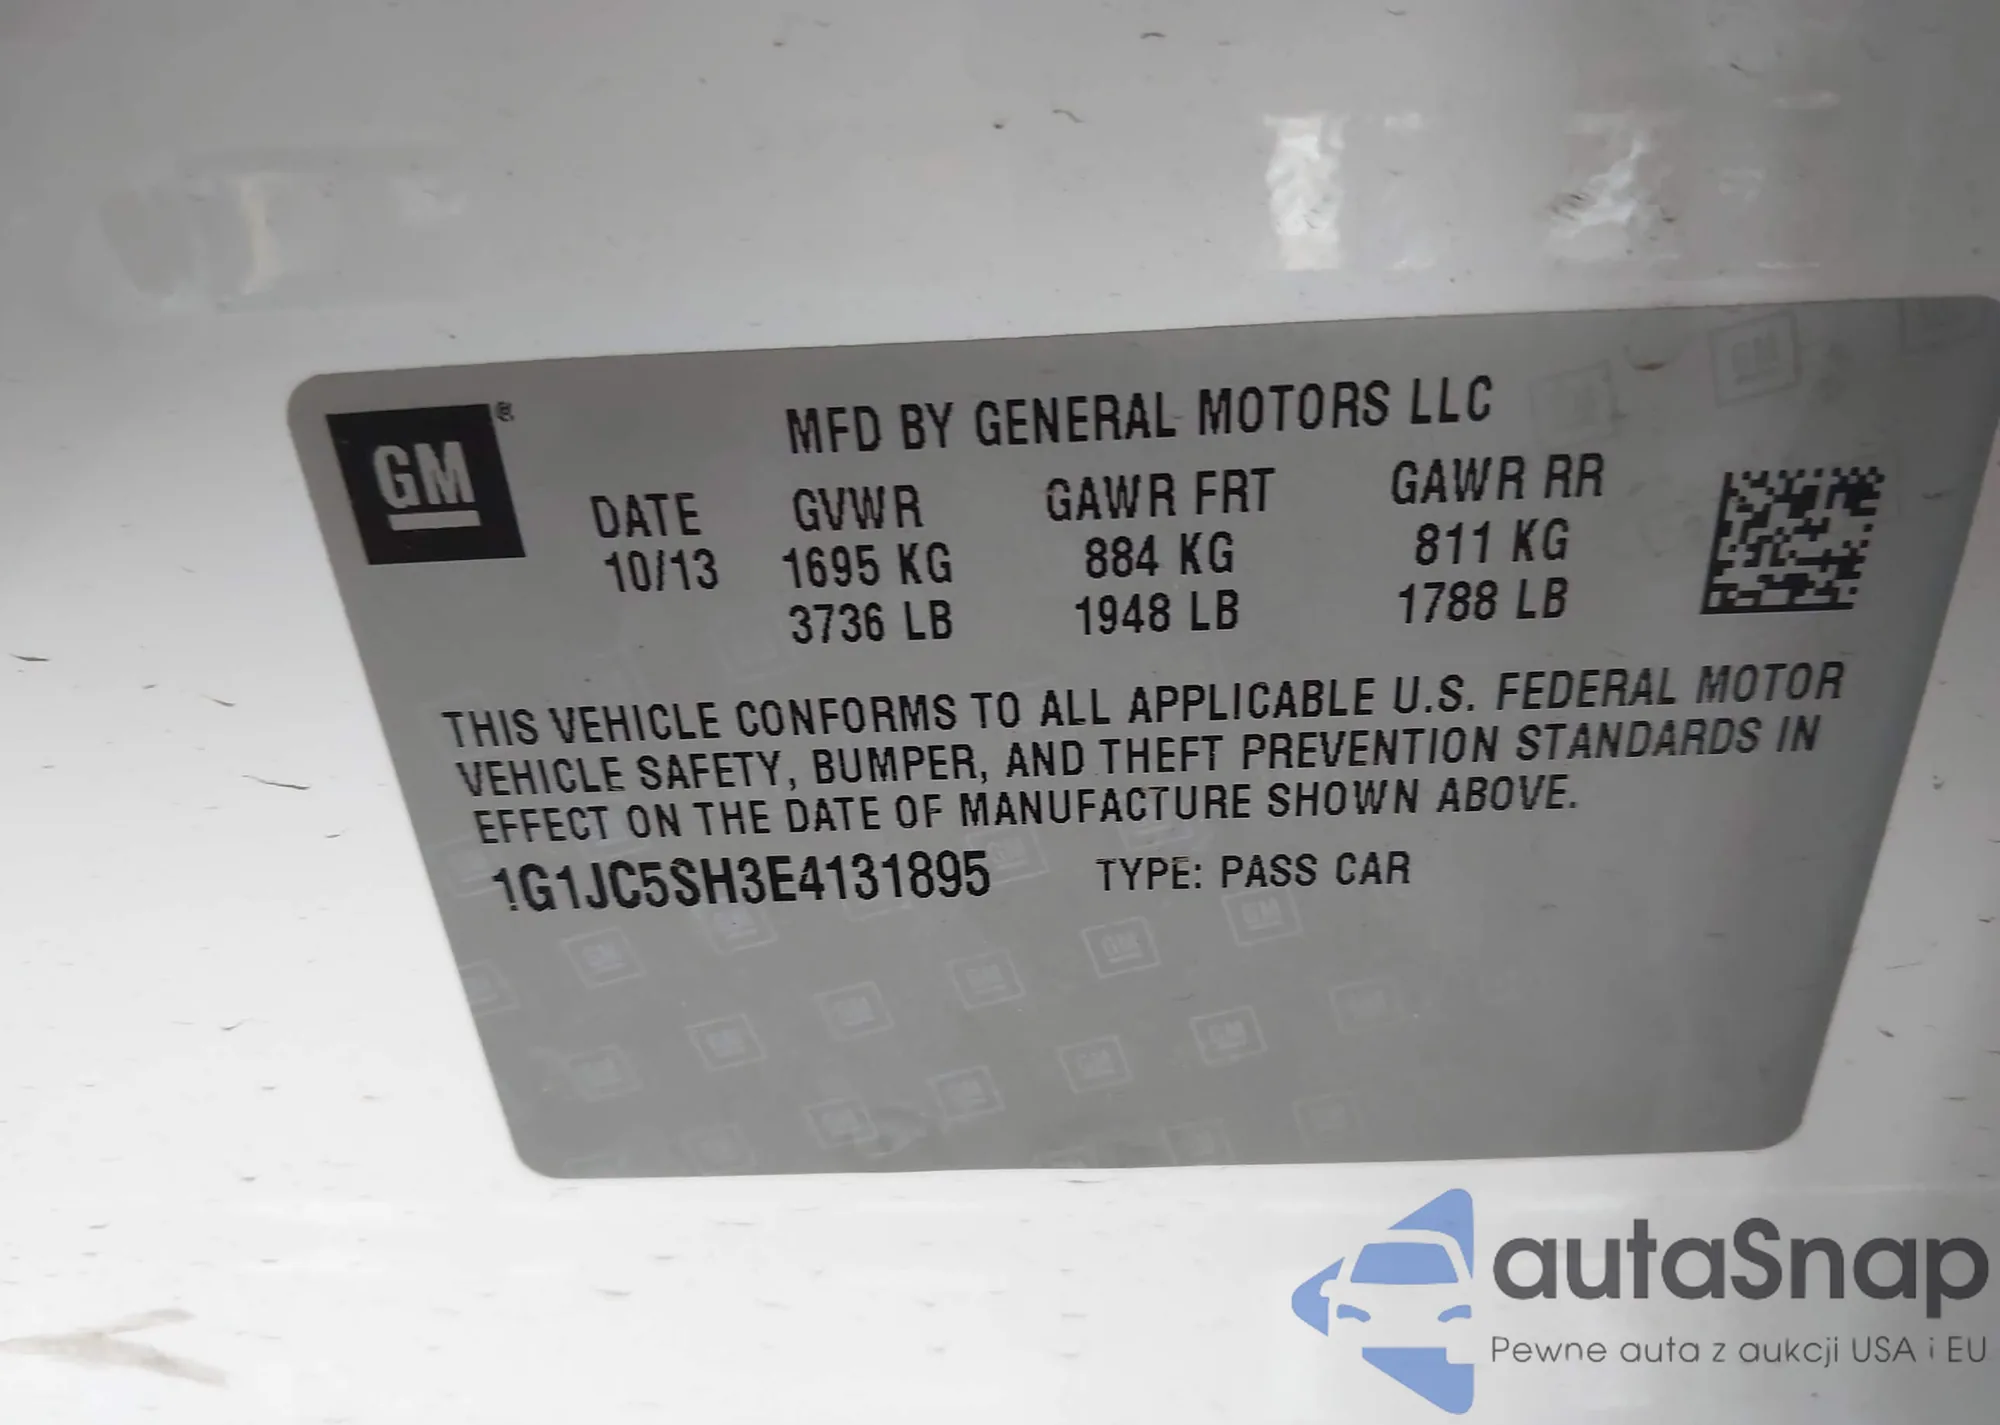 GM®
MFD BY GENERAL MOTORS LLC
DATE GVWR GAWR FRT GAWR RR
10/13 1695 KG 884 KG 811 KG
3736 LB 1948 LB 1788 LB
THIS VEHICLE CONFORMS TO ALL APPLICABLE U.S. FEDERAL MOTOR
VEHICLE SAFETY, BUMPER, AND THEFT PREVENTION STANDARDS IN
EFFECT ON THE DATE OF MANUFACTURE SHOWN ABOVE.
1G1JC5SH3E4131895 TYPE: PASS CAR
autaSnap
Pewne auta z aukcji USA i EU